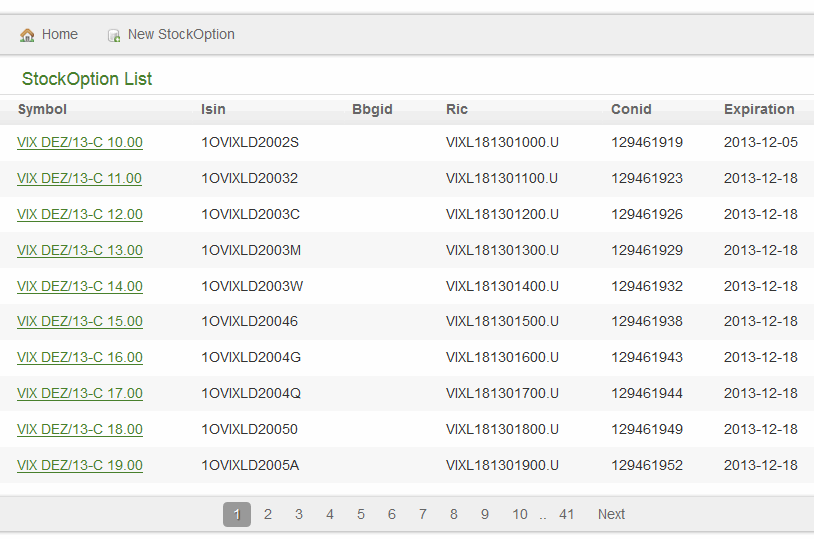 Home New StockOption
StockOption List
Symbol Isin Bbgid Ric Conid Expiration
VIX DEZ/13-C 10.00 1OVIXLD2002S VIXL181301000.U 129461919 2013-12-05
VIX DEZ/13-C 11.00 1OVIXLD20032 VIXL181301100.U 129461923 2013-12-18
VIX DEZ/13-C 12.00 1OVIXLD2003C VIXL181301200.U 129461926 2013-12-18
VIX DEZ/13-C 13.00 1OVIXLD2003M VIXL181301300.U 129461929 2013-12-18
VIX DEZ/13-C 14.00 1OVIXLD2003W VIXL181301400.U 129461932 2013-12-18
VIX DEZ/13-C 15.00 1OVIXLD20046 VIXL181301500.U 129461938 2013-12-18
VIX DEZ/13-C 16.00 1OVIXLD2004G VIXL181301600.U 129461943 2013-12-18
VIX DEZ/13-C 17.00 1OVIXLD2004Q VIXL181301700.U 129461944 2013-12-18
VIX DEZ/13-C 18.00 1OVIXLD20050 VIXL181301800.U 129461949 2013-12-18
VIX DEZ/13-C 19.00 1OVIXLD2005A VIXL181301900.U 129461952 2013-12-18
1 2 3 4 5 6 7 8 9 10 .. 41 Next